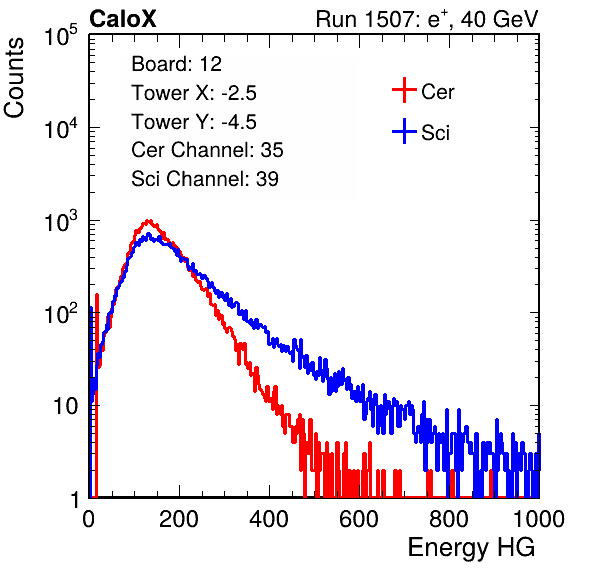 CaloX Run 1507: e+, 40 GeV
Counts
Board: 12
Tower X: -2.5
Tower Y: -4.5
Cer Channel: 35
Sci Channel: 39
Cer
Sci
10^5
10^4
10^3
10^2
10
1
0 200 400 600 800 1000
Energy HG